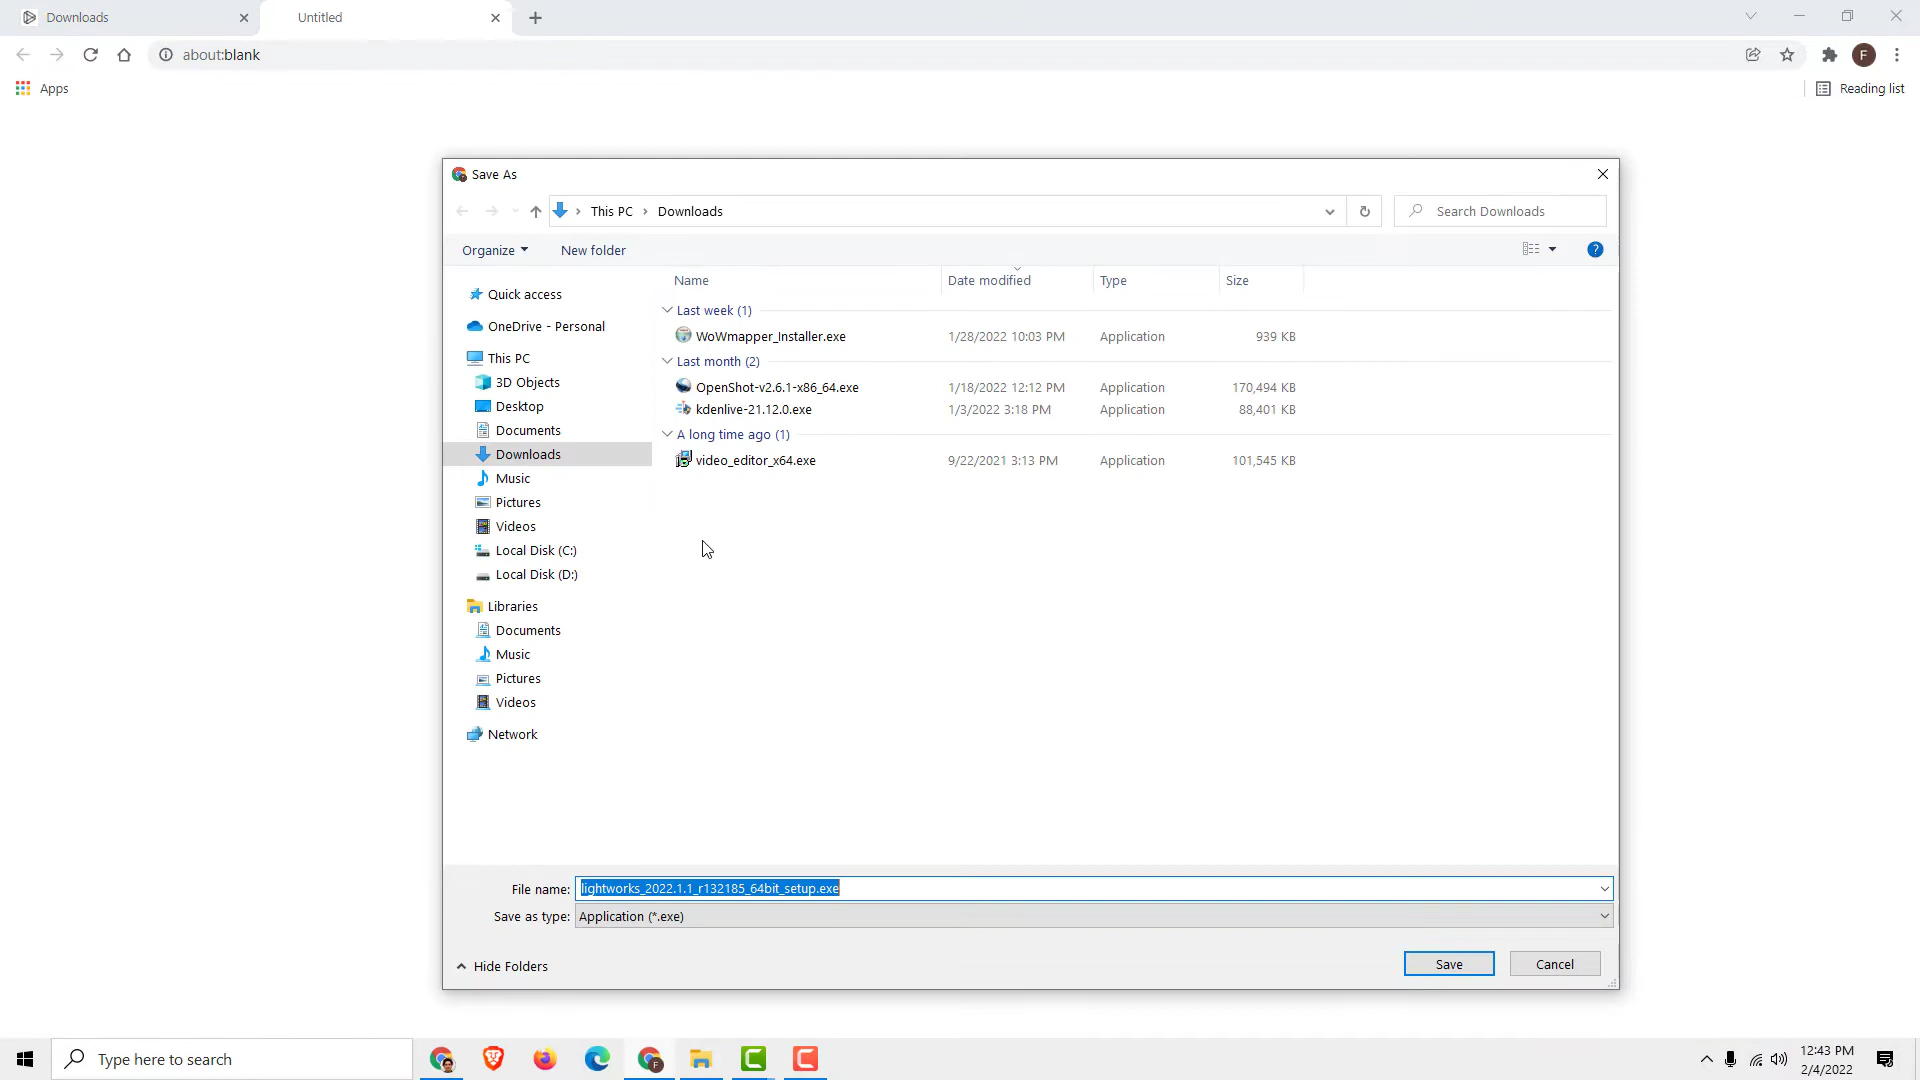 Downloads
Untitled
about:blank
F
Apps
Reading list
Save As
This PC
Downloads
Search Downloads
Organize
New folder
?
Name
Date modified
Type
Size
Quick access
OneDrive - Personal
This PC
3D Objects
Desktop
Documents
Downloads
Music
Pictures
Videos
Local Disk (C:)
Local Disk (D:)
Libraries
Documents
Music
Pictures
Videos
Network
Last week (1)
WoWmapper_Installer.exe 1/28/2022 10:03 PM Application 939 KB
Last month (2)
OpenShot-v2.6.1-x86_64.exe 1/18/2022 12:12 PM Application 170,494 KB
kdenlive-21.12.0.exe 1/3/2022 3:18 PM Application 88,401 KB
A long time ago (1)
video_editor_x64.exe 9/22/2021 3:13 PM Application 101,545 KB
File name: lightworks_2022.1.1_r132185_64bit_setup.exe
Save as type: Application (*.exe)
Hide Folders
Save
Cancel
Type here to search
F
12:43 PM
2/4/2022